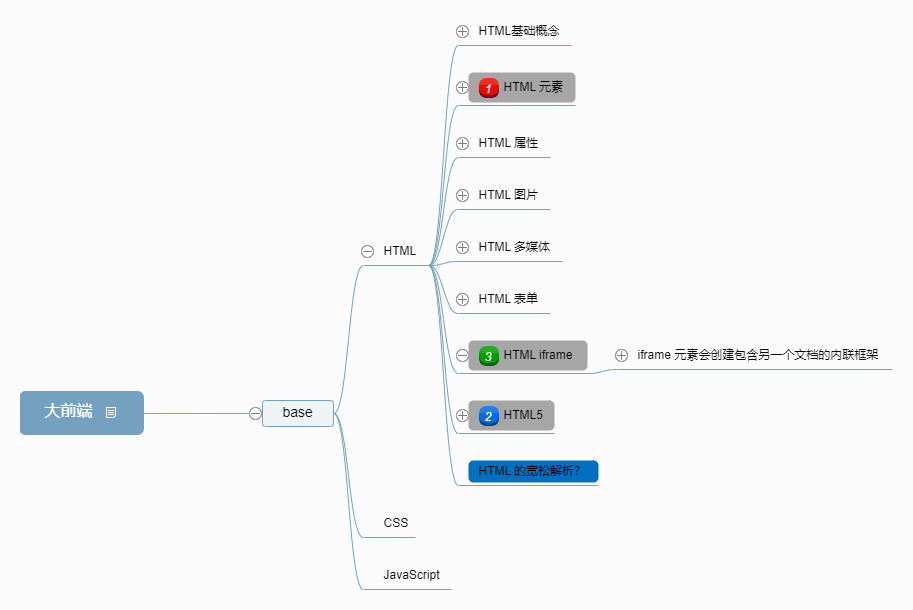 HTML基础概念
1 HTML 元素
HTML 属性
HTML 图片
HTML 多媒体
HTML
HTML 表单
3 HTML iframe
iframe 元素会创建包含另一个文档的内联框架
大前端
base
2 HTML5
HTML 的宽松解析?
CSS
JavaScript